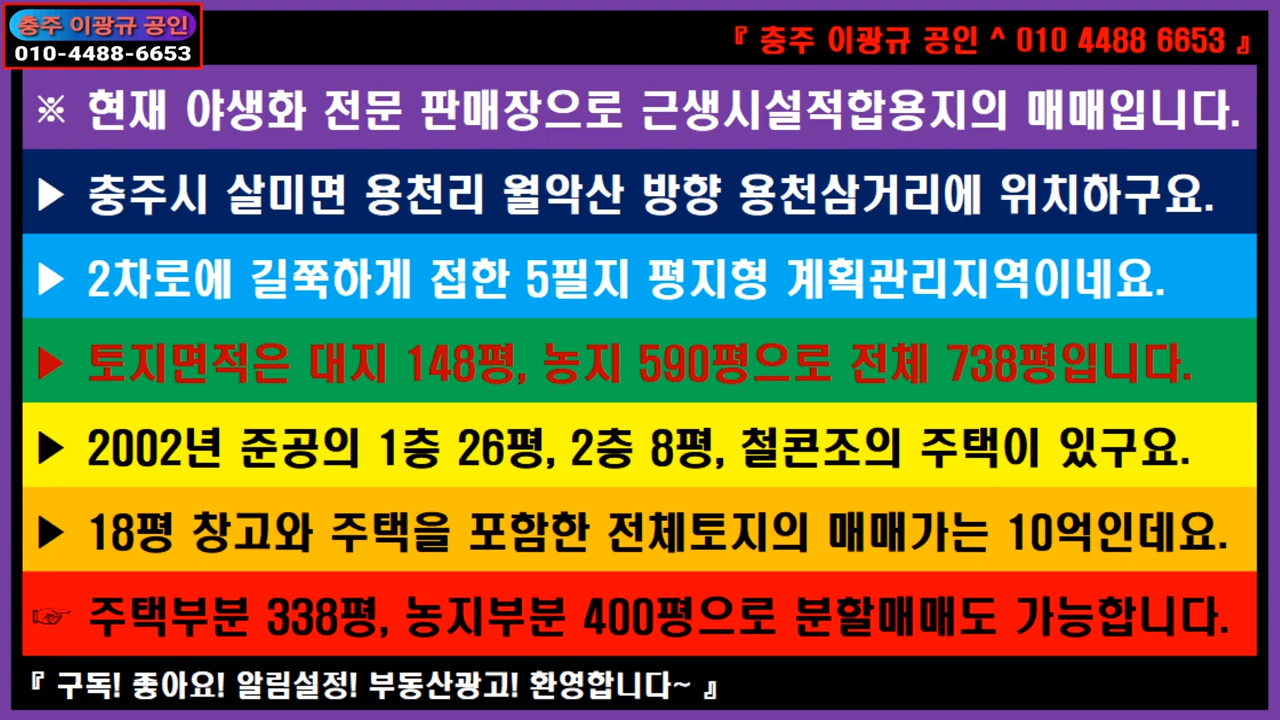 충주 이광규 공인
010-4488-6653
『 충주 이광규 공인 ^ 010 4488 6653 』
※ 현재 야생화 전문 판매장으로 근생시설적합용지의 매매입니다.
▶ 충주시 살미면 용천리 월악산 방향 용천삼거리에 위치하구요.
▶ 2차로에 길쭉하게 접한 5필지 평지형 계획관리지역이네요.
▶ 토지면적은 대지 148평, 농지 590평으로 전체 738평입니다.
▶ 2002년 준공의 1층 26평, 2층 8평, 철콘조의 주택이 있구요.
▶ 18평 창고와 주택을 포함한 전체토지의 매매가는 10억인데요.
☞ 주택부분 338평, 농지부분 400평으로 분할매매도 가능합니다.
『 구독! 좋아요! 알림설정! 부동산광고! 환영합니다~ 』